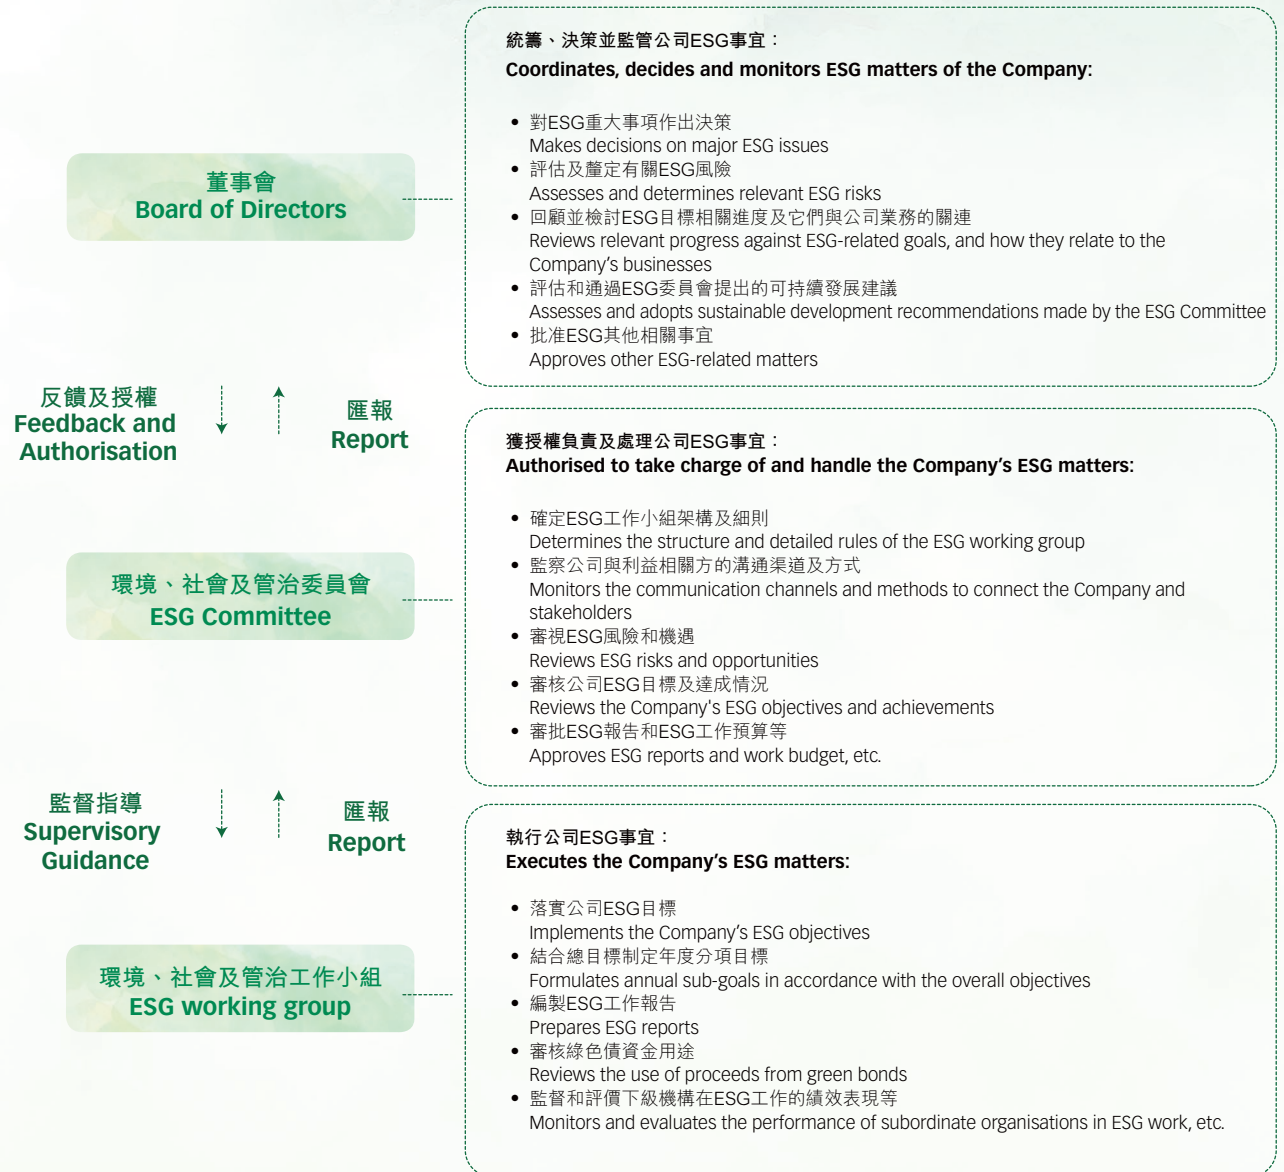 統籌、決策並監管公司ESG事宜：
Coordinates, decides and monitors ESG matters of the Company:
• 對ESG重大事項作出決策
Makes decisions on major ESG issues
• 評估及釐定有關ESG風險
Assesses and determines relevant ESG risks
• 回顧並檢討ESG目標相關進度及它們與公司業務的關連
Reviews relevant progress against ESG-related goals, and how they relate to the
Company’s businesses
• 評估和通過ESG委員會提出的可持續發展建議
Assesses and adopts sustainable development recommendations made by the ESG Committee
• 批准ESG其他相關事宜
Approves other ESG-related matters
董事會
Board of Directors
反饋及授權
Feedback and
Authorisation
匯報
Report
獲授權負責及處理公司ESG事宜：
Authorised to take charge of and handle the Company’s ESG matters:
• 確定ESG工作小組架構及細則
Determines the structure and detailed rules of the ESG working group
• 監察公司與利益相關方的溝通渠道及方式
Monitors the communication channels and methods to connect the Company and
stakeholders
• 審視ESG風險和機遇
Reviews ESG risks and opportunities
• 審核公司ESG目標及達成情況
Reviews the Company's ESG objectives and achievements
• 審批ESG報告和ESG工作預算等
Approves ESG reports and work budget, etc.
環境、社會及管治委員會
ESG Committee
監督指導
Supervisory
Guidance
匯報
Report
執行公司ESG事宜：
Executes the Company’s ESG matters:
• 落實公司ESG目標
Implements the Company’s ESG objectives
• 結合總目標制定年度分項目標
Formulates annual sub-goals in accordance with the overall objectives
• 編製ESG工作報告
Prepares ESG reports
• 審核綠色債資金用途
Reviews the use of proceeds from green bonds
• 監督和評價下級機構在ESG工作的績效表現等
Monitors and evaluates the performance of subordinate organisations in ESG work, etc.
環境、社會及管治工作小組
ESG working group